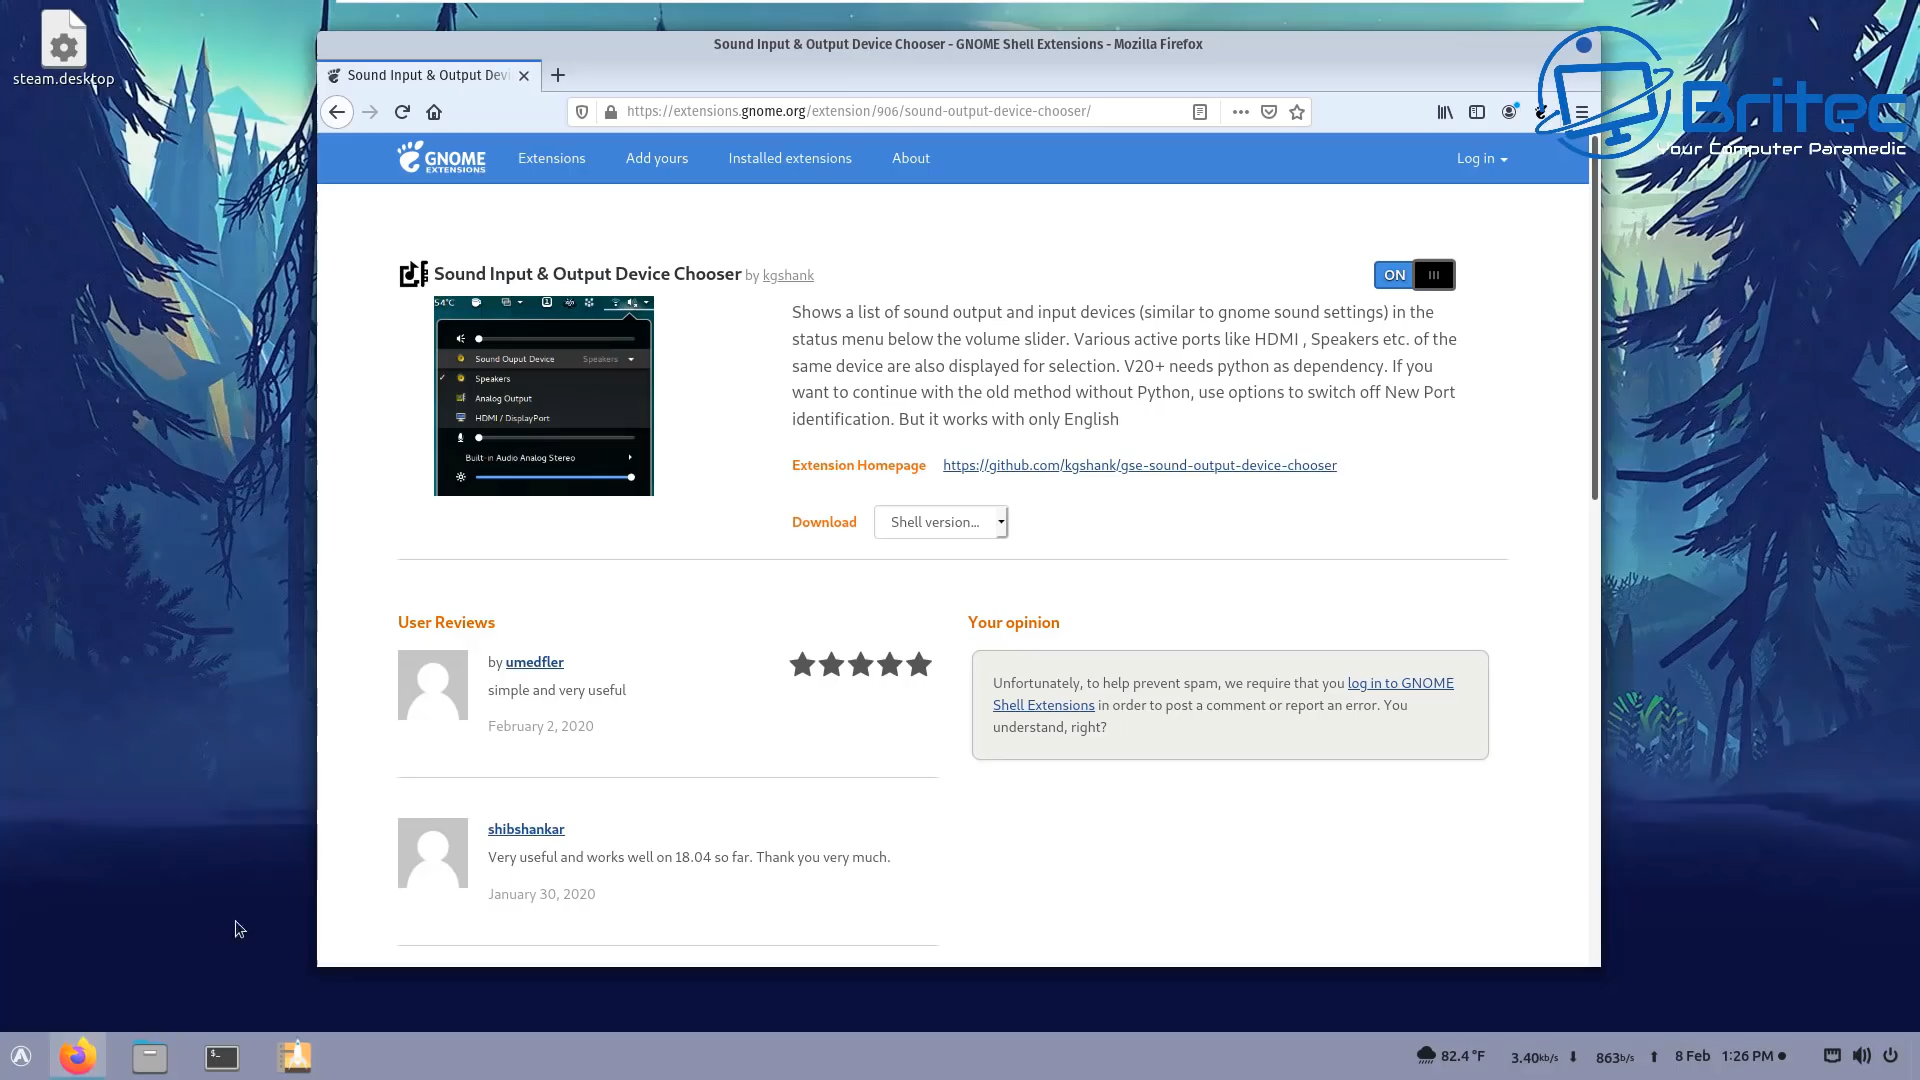 steam.desktop
Sound Input & Output Device Chooser - GNOME Shell Extensions - Mozilla Firefox
Sound Input & Output Devi
https://extensions.gnome.org/extension/906/sound-output-device-chooser/
Britec
Your Computer Paramedic
GNOME EXTENSIONS
Extensions
Add yours
Installed extensions
About
Log in
Sound Input & Output Device Chooser by kgshank
ON
54°C
Sound Ouput Device Speakers
Speakers
Analog Output
HDMI / DisplayPort
Built-in Audio Analog Stereo
Shows a list of sound output and input devices (similar to gnome sound settings) in the
status menu below the volume slider. Various active ports like HDMI , Speakers etc. of the
same device are also displayed for selection. V20+ needs python as dependency. If you
want to continue with the old method without Python, use options to switch off New Port
identification. But it works with only English
Extension Homepage https://github.com/kgshank/gse-sound-output-device-chooser
Download Shell version...
User Reviews
by umedfler
simple and very useful
February 2, 2020
shibshankar
Very useful and works well on 18.04 so far. Thank you very much.
January 30, 2020
Your opinion
Unfortunately, to help prevent spam, we require that you log in to GNOME
Shell Extensions in order to post a comment or report an error. You
understand, right?
82.4 °F 3.40kb/s 863b/s 8 Feb 1:26 PM